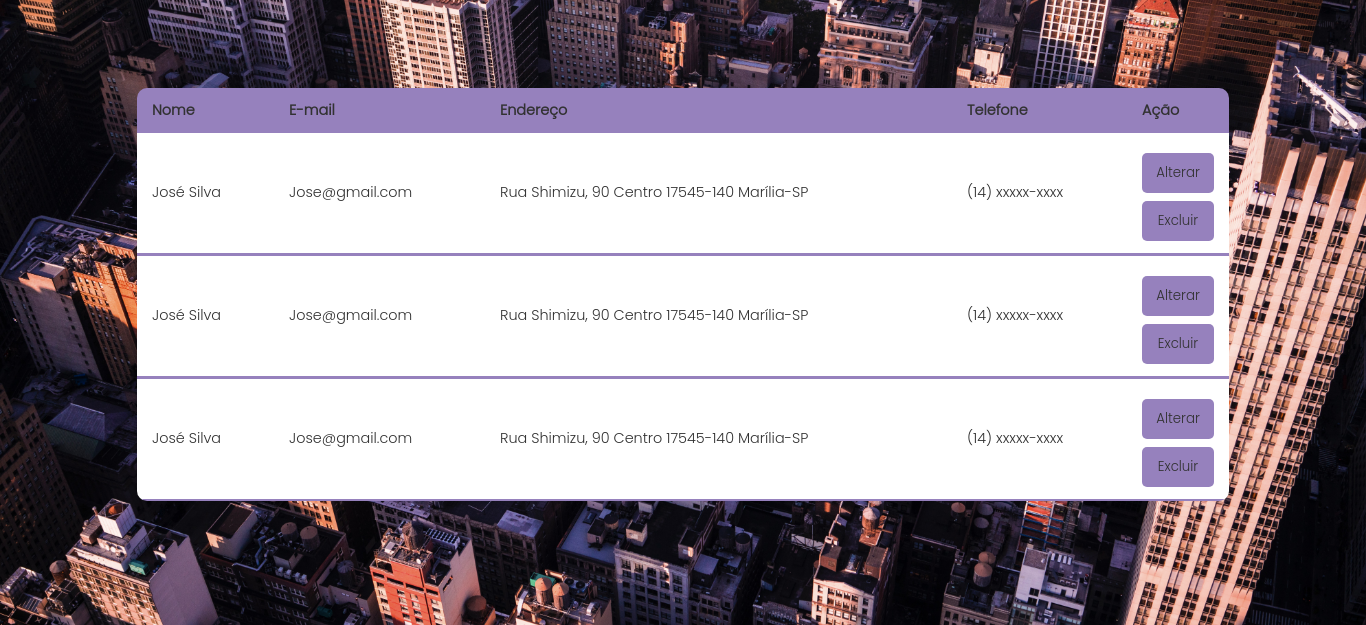 Nome E-mail Endereço Telefone Ação
José Silva Jose@gmail.com Rua Shimizu, 90 Centro 17545-140 Marília-SP (14) xxxxx-xxxx Alterar
Excluir
José Silva Jose@gmail.com Rua Shimizu, 90 Centro 17545-140 Marília-SP (14) xxxxx-xxxx Alterar
Excluir
José Silva Jose@gmail.com Rua Shimizu, 90 Centro 17545-140 Marília-SP (14) xxxxx-xxxx Alterar
Excluir